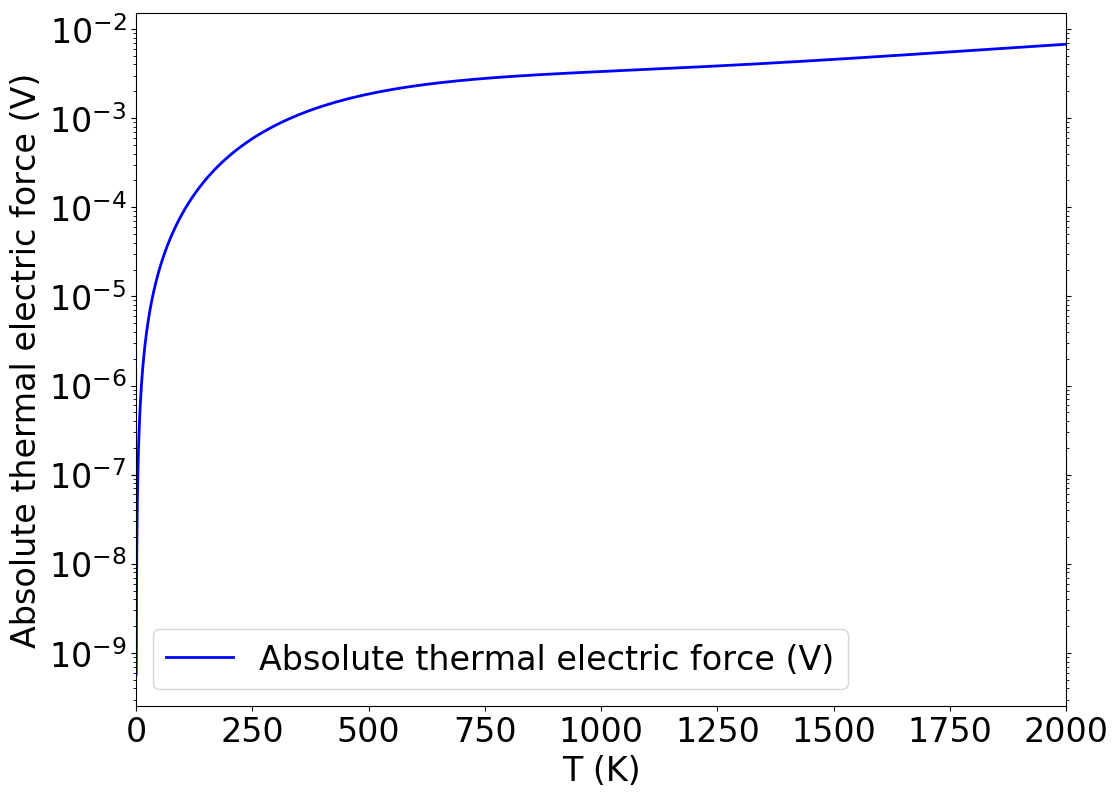 Absolute thermal electric force (V)
10⁻²
10⁻³
10⁻⁴
10⁻⁵
10⁻⁶
10⁻⁷
10⁻⁸
10⁻⁹
Absolute thermal electric force (V)
0 250 500 750 1000 1250 1500 1750 2000
T (K)